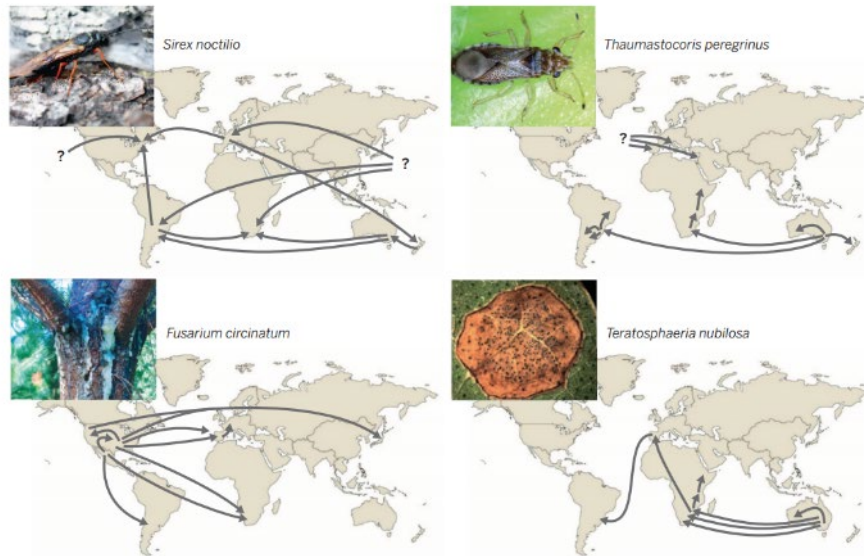 Sirex noctilio
Thaumastocoris peregrinus
?
?
?
Fusarium circinatum
Teratosphaeria nubilosa